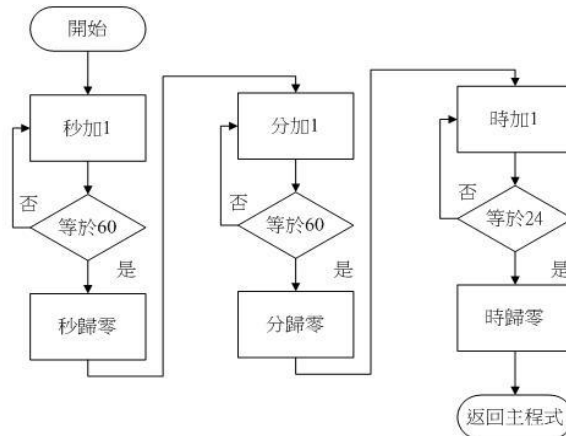 開始
秒加1
否
等於60
是
秒歸零
分加1
否
等於60
是
分歸零
時加1
否
等於24
是
時歸零
返回主程式